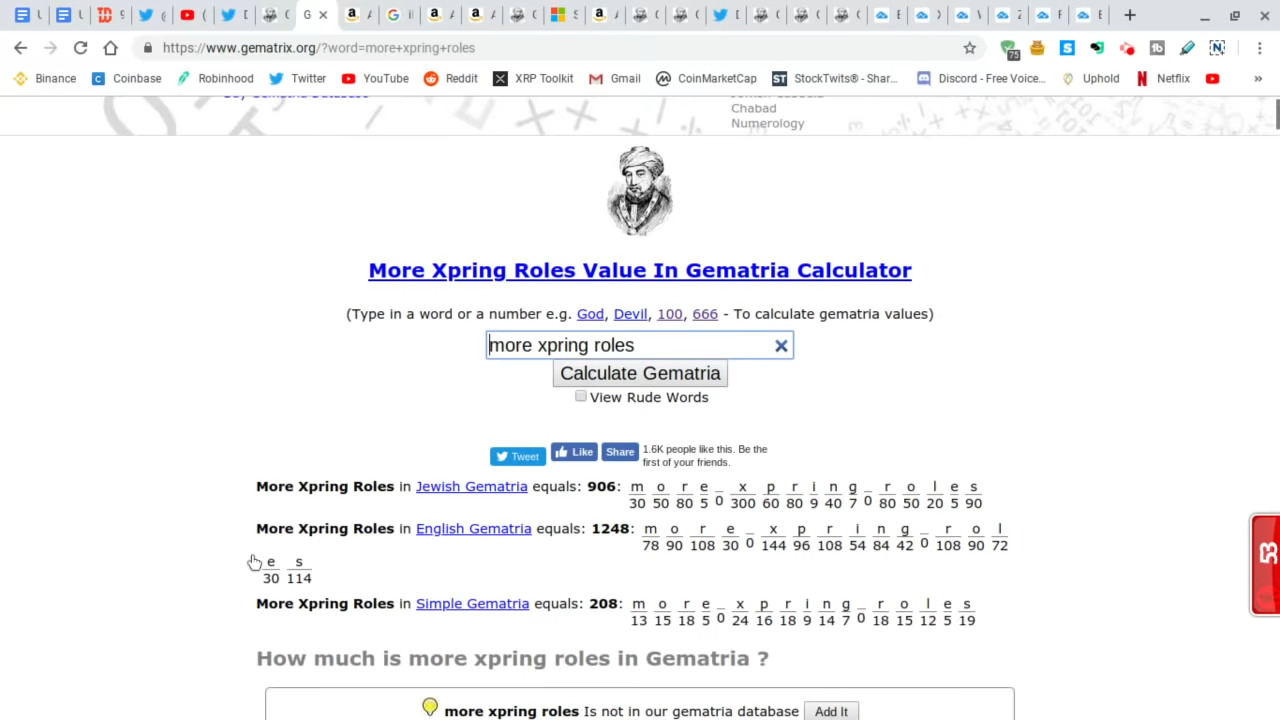 U
U
9
@
(
D
C
G
A
G i
A
A
C
S
A
C
C
D
C
C
C
E
X
W
Z
F
E
https://www.gematrix.org/?word=more+xpring+roles
75
Binance Coinbase Robinhood Twitter YouTube Reddit XRP Toolkit Gmail CoinMarketCap StockTwits® - Shar... Discord - Free Voice... Uphold Netflix »
Chabad
Numerology
More Xpring Roles Value In Gematria Calculator
(Type in a word or a number e.g. God, Devil, 100, 666 - To calculate gematria values)
more xpring roles
Calculate Gematria
View Rude Words
Tweet Like Share 1.6K people like this. Be the
first of your friends.
More Xpring Roles in Jewish Gematria equals: 906: m o r e _ x p r i n g _ r o l e s
30 50 80 5 0 300 60 80 9 40 7 0 80 50 20 5 90
More Xpring Roles in English Gematria equals: 1248: m o r e _ x p r i n g _ r o l
78 90 108 30 0 144 96 108 54 84 42 0 108 90 72
e s
30 114
More Xpring Roles in Simple Gematria equals: 208: m o r e _ x p r i n g _ r o l e s
13 15 18 5 0 24 16 18 9 14 7 0 18 15 12 5 19
How much is more xpring roles in Gematria ?
more xpring roles Is not in our gematria database Add It